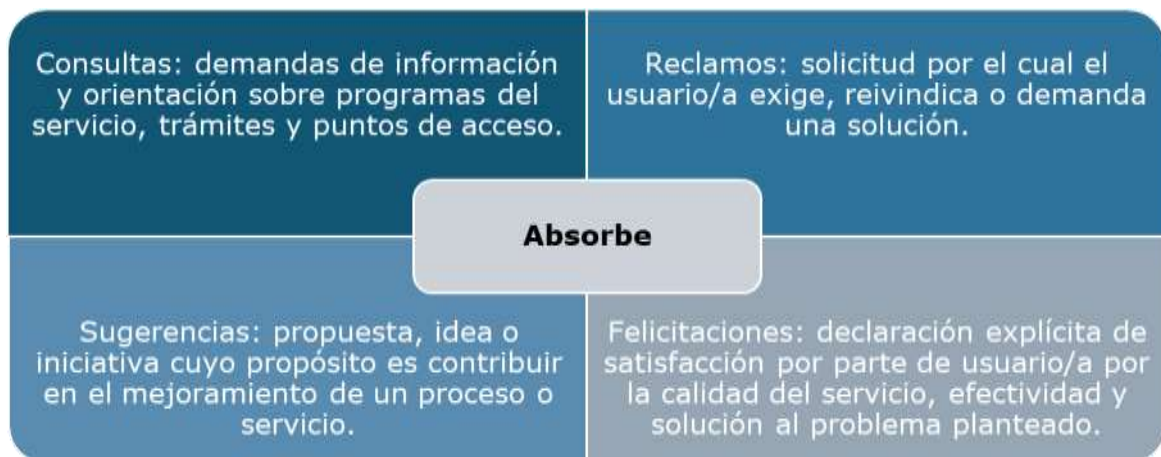 Consultas: demandas de información
y orientación sobre programas del
servicio, trámites y puntos de acceso.
Reclamos: solicitud por el cual el
usuario/a exige, reivindica o demanda
una solución.
Absorbe
Sugerencias: propuesta, idea o
iniciativa cuyo propósito es contribuir
en el mejoramiento de un proceso o
servicio.
Felicitaciones: declaración explícita de
satisfacción por parte de usuario/a por
la calidad del servicio, efectividad y
solución al problema planteado.